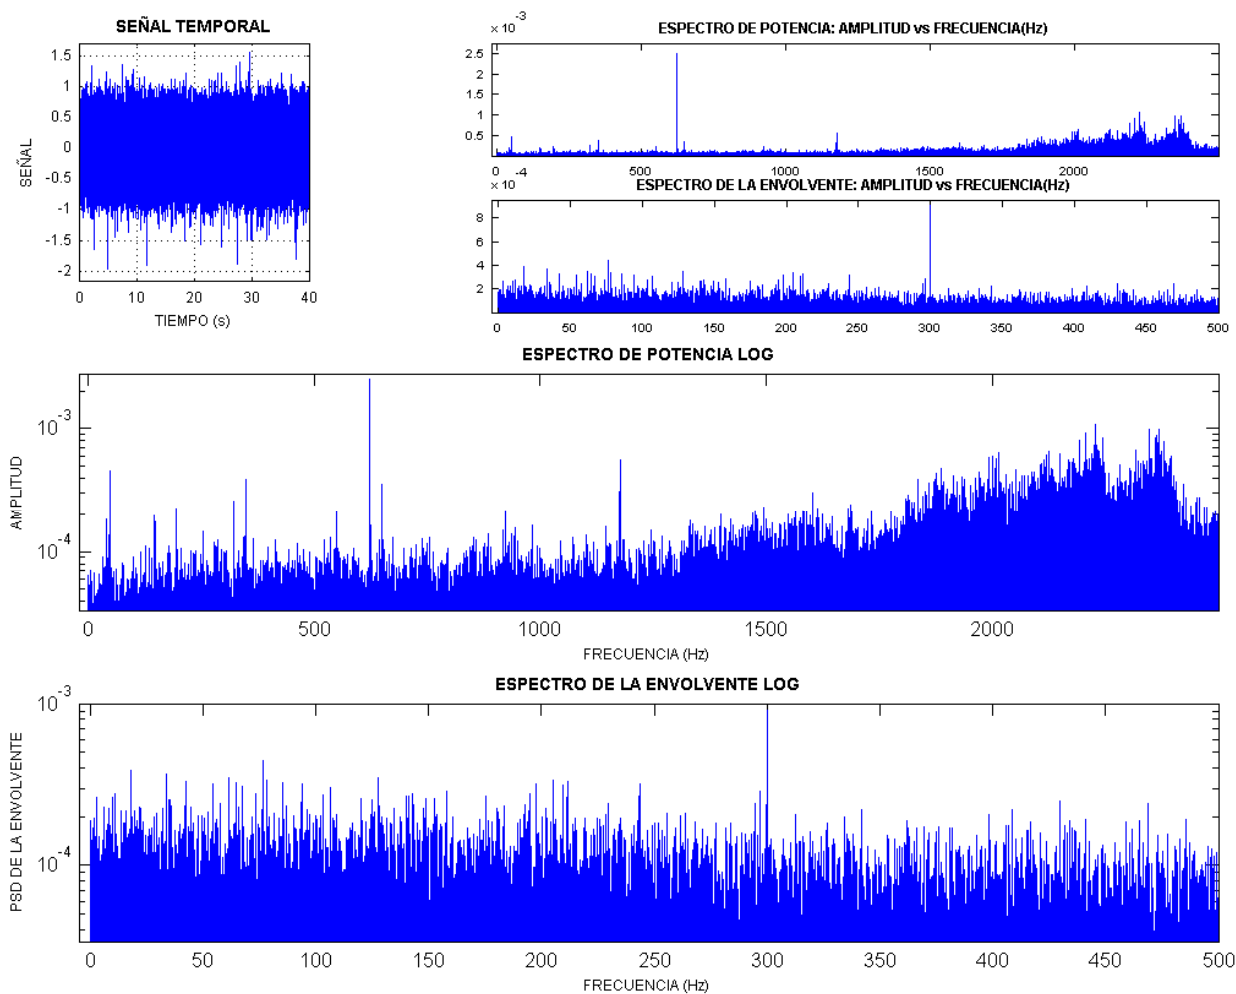 SEÑAL TEMPORAL
1.5
1
0.5
0
-0.5
-1
-1.5
-2
SEÑAL
0 10 20 30 40
TIEMPO (s)
x 10 -3
ESPECTRO DE POTENCIA: AMPLITUD vs FRECUENCIA(Hz)
2.5
2
1.5
1
0.5
0 500 1000 1500 2000
x 10 -4
ESPECTRO DE LA ENVOLVENTE: AMPLITUD vs FRECUENCIA(Hz)
8
6
4
2
0 50 100 150 200 250 300 350 400 450 500
ESPECTRO DE POTENCIA LOG
10 -3
10 -4
AMPLITUD
0 500 1000 1500 2000
FRECUENCIA (Hz)
ESPECTRO DE LA ENVOLVENTE LOG
10 -3
10 -4
PSD DE LA ENVOLVENTE
0 50 100 150 200 250 300 350 400 450 500
FRECUENCIA (Hz)